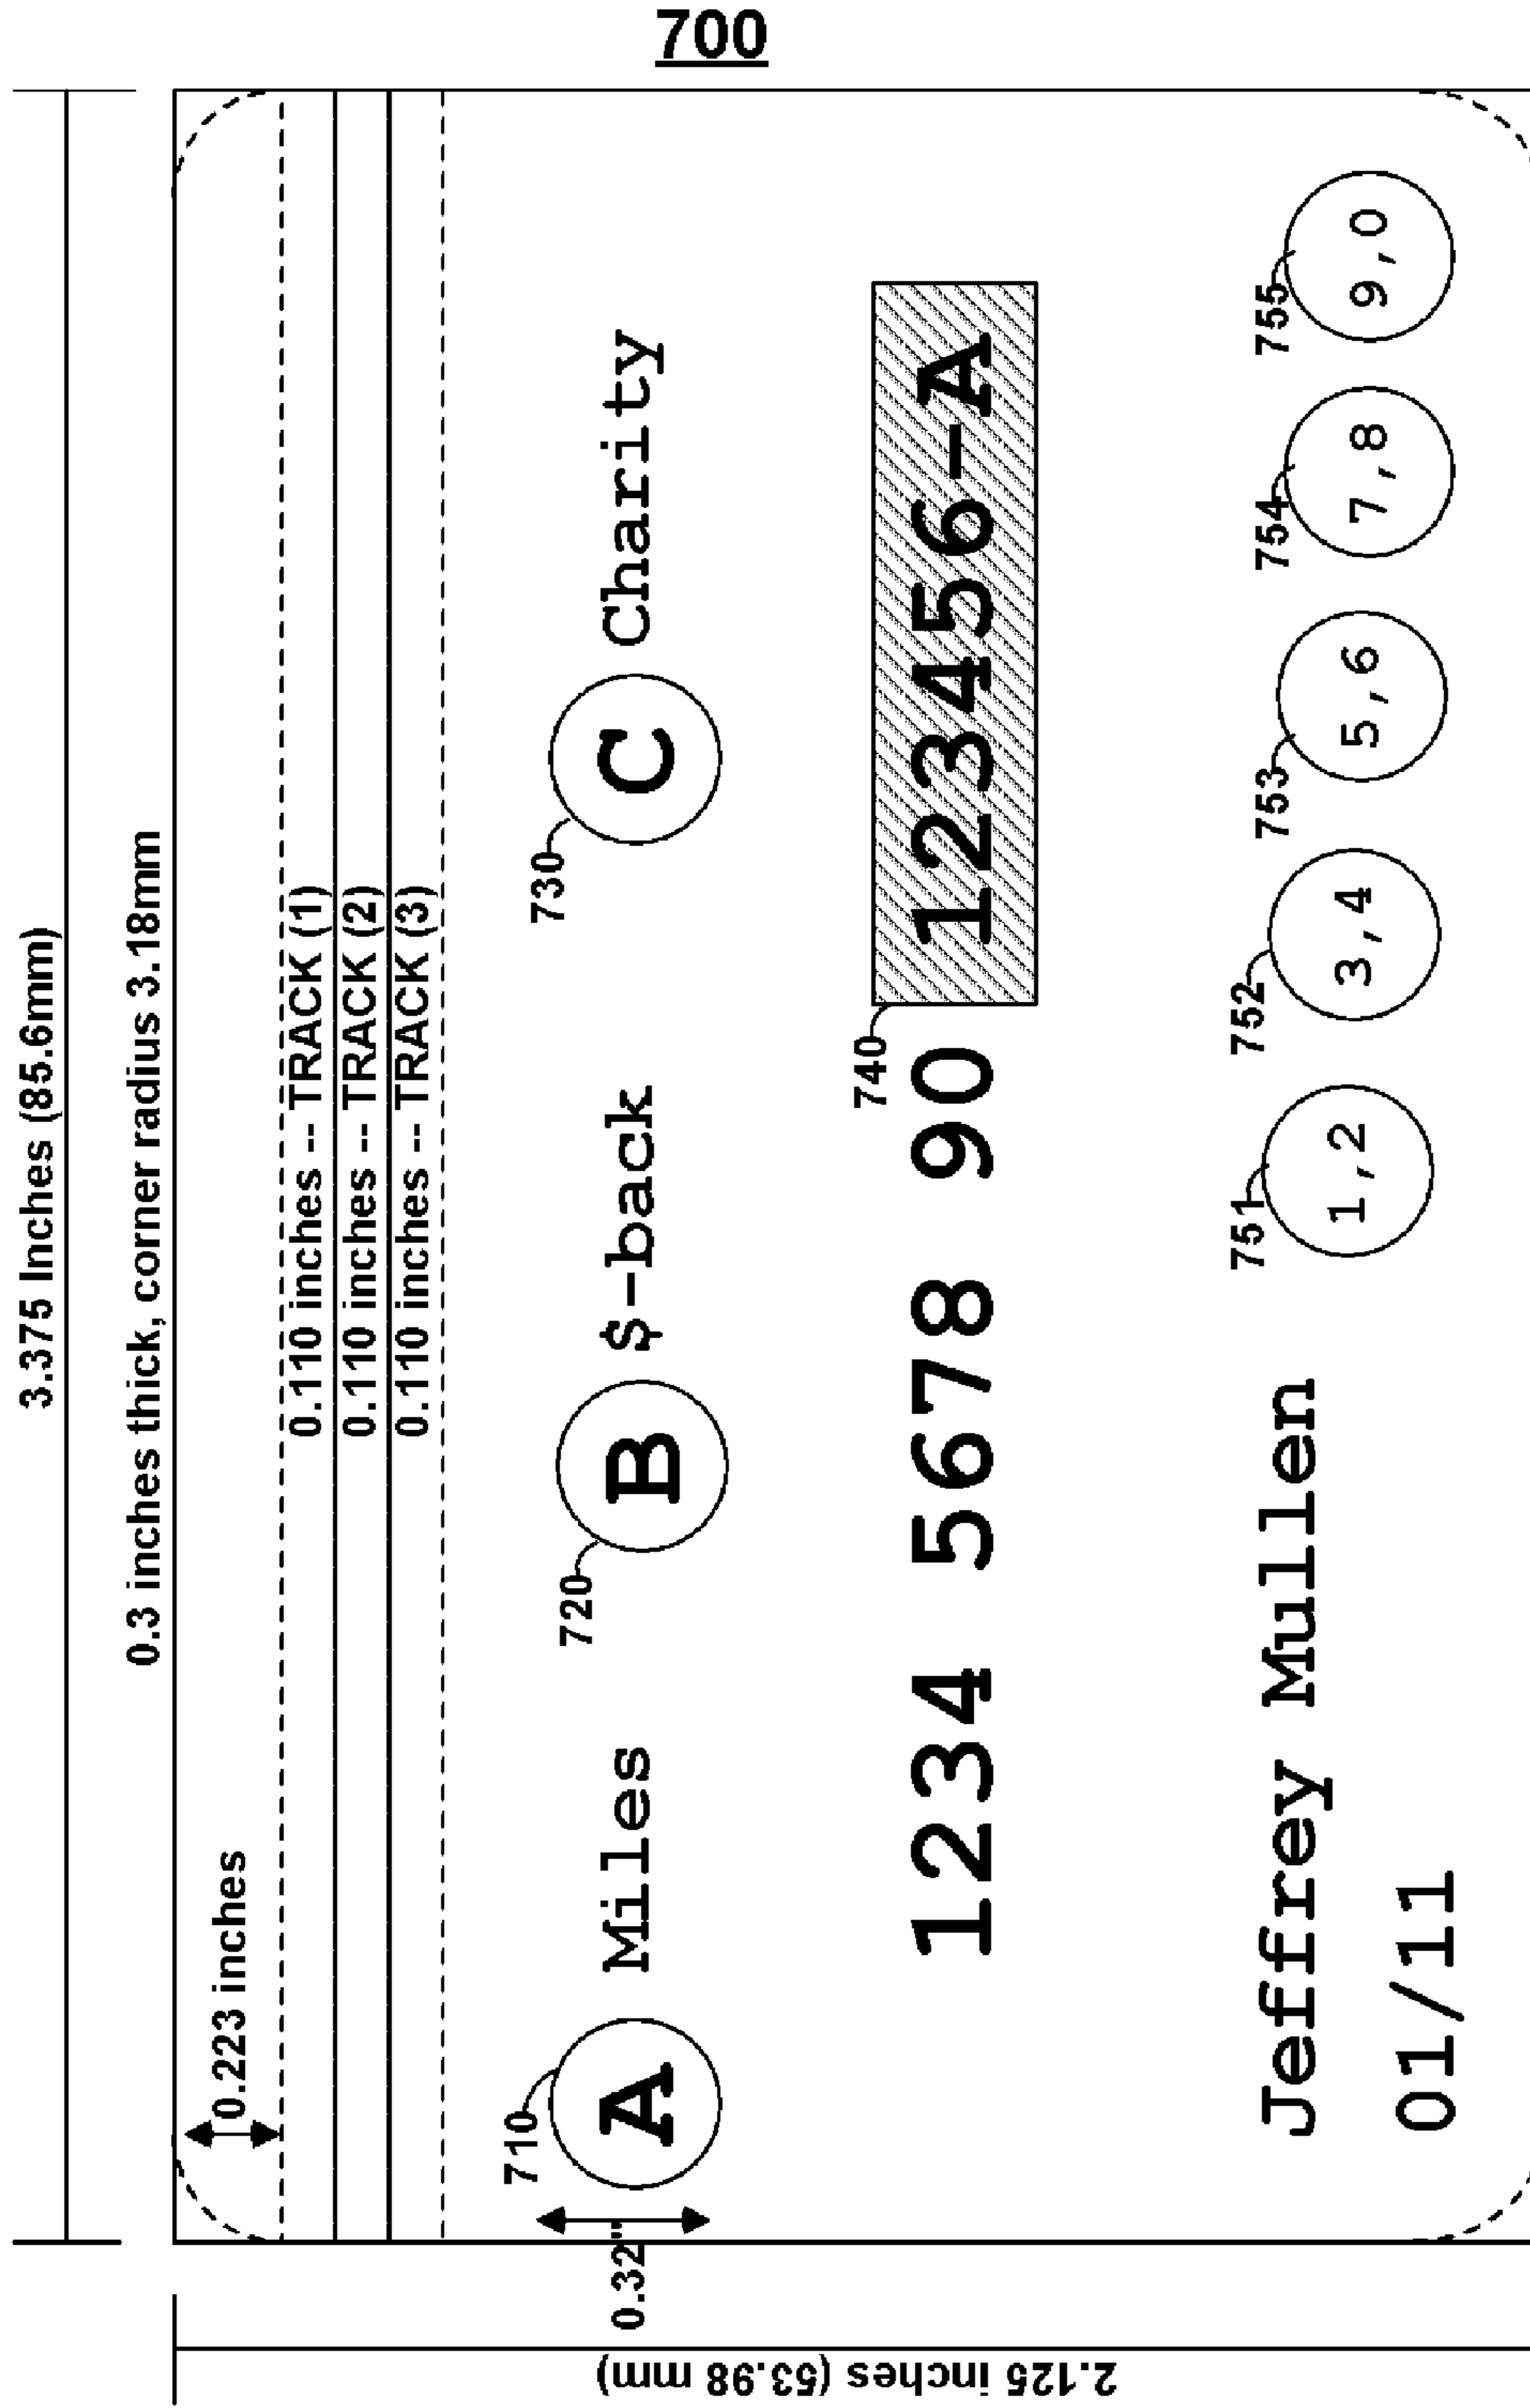 3.375 Inches (85.6mm)
0.3 inches thick, corner radius 3.18mm
0.223 inches
0.110 inches -- TRACK (1)
0.110 inches -- TRACK (2)
0.110 inches -- TRACK (3)
700
710
720
730
0.32"
A Miles B $-back C Charity
740
1234 5678 90 123456-A
751 752 753 754 755
Jeffrey Mullen 1,2 3,4 5,6 7,8 9,0
01/11
2.125 inches (53.98 mm)